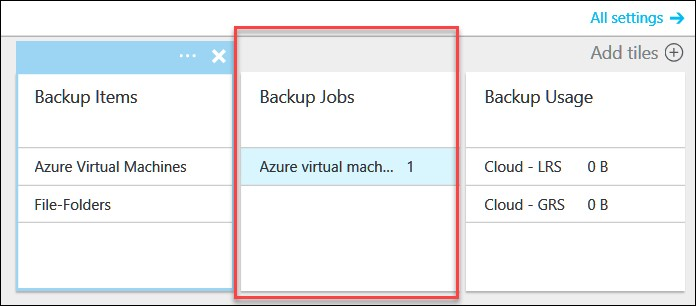 All settings →
Add tiles
Backup Items
Azure Virtual Machines
File-Folders
Backup Jobs
Azure virtual mach... 1
Backup Usage
Cloud - LRS 0 B
Cloud - GRS 0 B